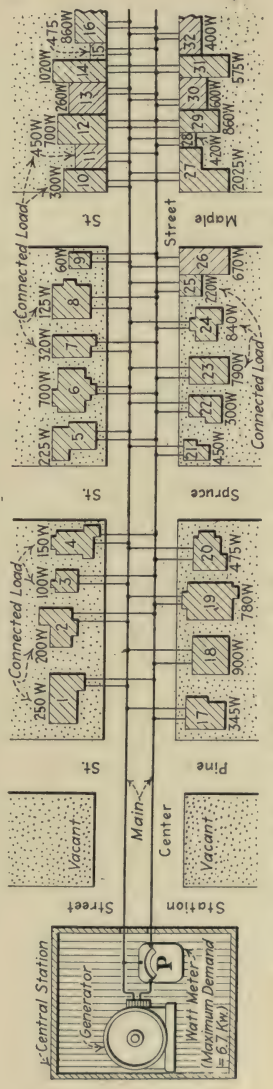 Central Station
Generator
P
Watt Meter
(Maximum Demand
= 6.7 Kw.)
Station Street
Vacant
Vacant
Main
Center Street
Pine St.
Spruce St.
Maple St.
Connected Load
250 W 200W 100W 150W
1 2 3 4
Connected Load
225W 700W 320W 125W 60W
5 6 7 8 9
Connected Load
300W 450W 700W 260W 1020W 475 860W
10 11 12 13 14 15 16
17 18 19 20
345W 900W 780W 475W
21 22 23 24 25 26
450W 300W 790W 840W 220W 670W
Connected Load
27 28 29 30 31 32
2025W 420W 860W 600W 575W 400W